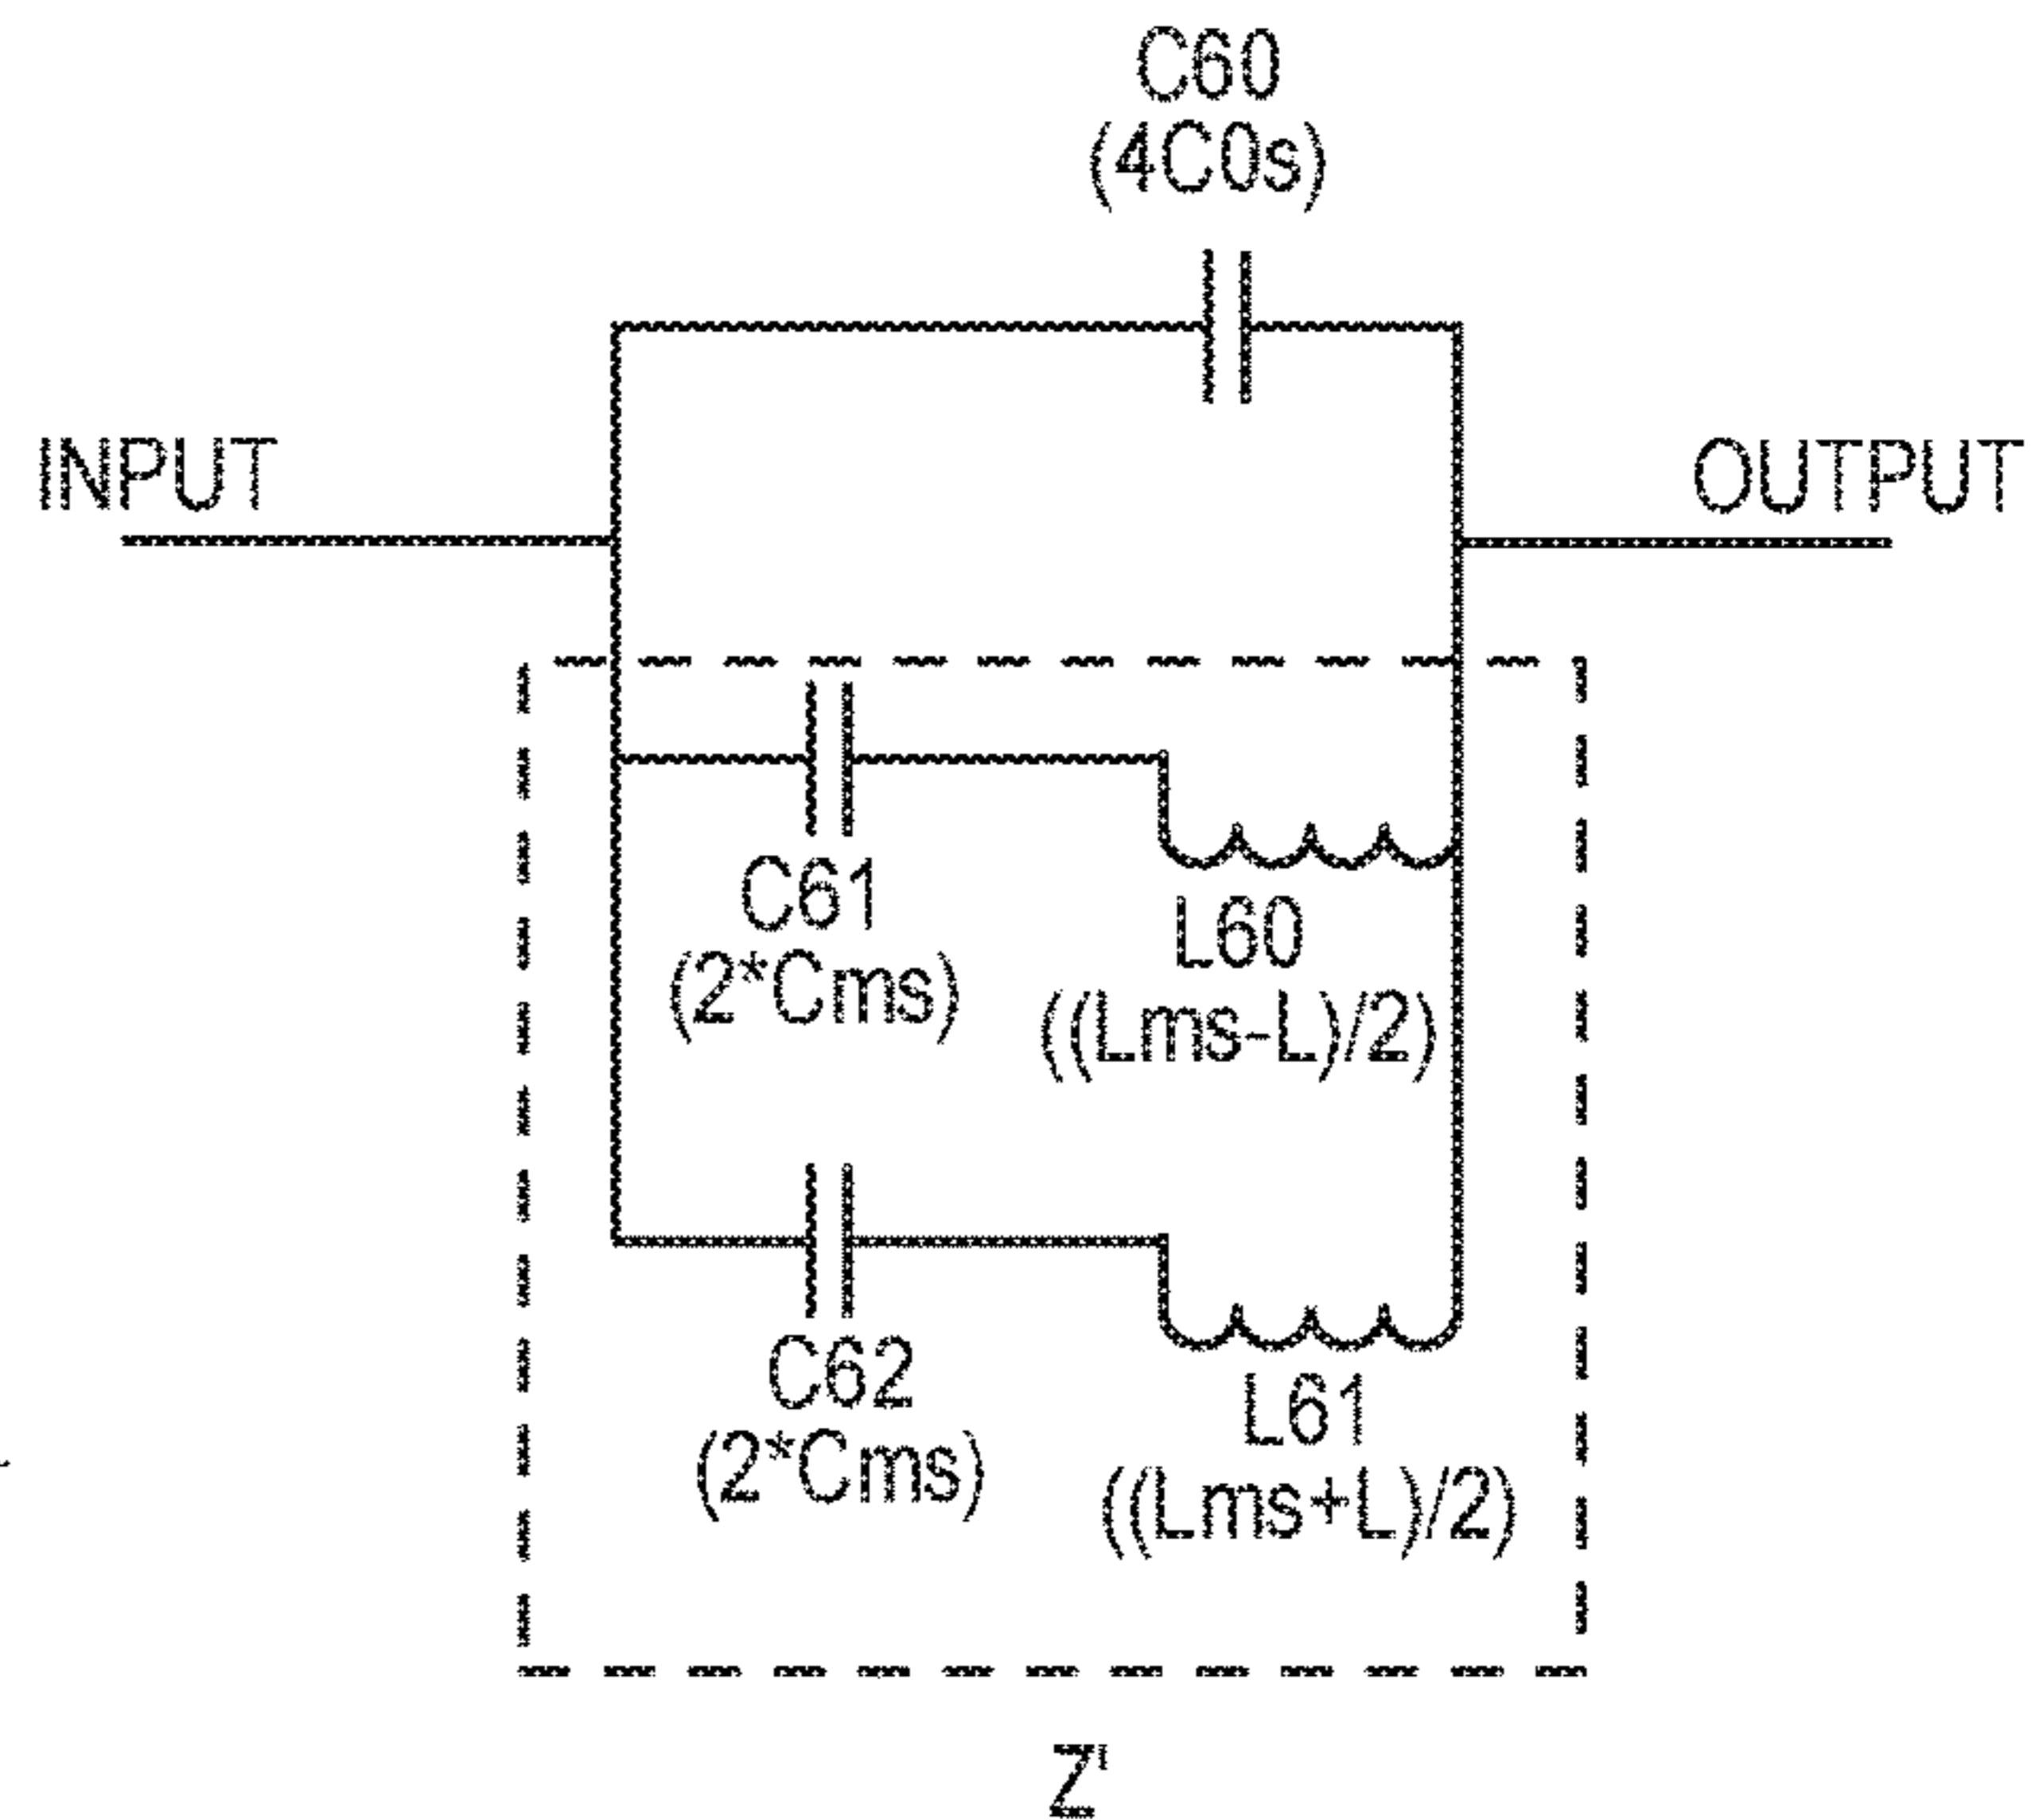 C60
(4C0s)
INPUT
OUTPUT
C61
(2*Cms)
L60
((Lms-L)/2)
C62
(2*Cms)
L61
((Lms+L)/2)
Z'